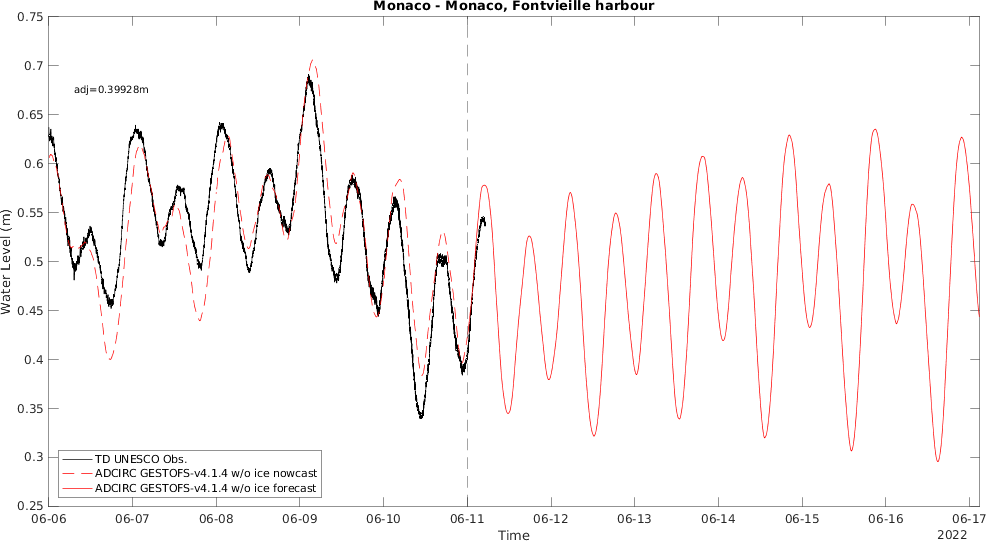 Monaco - Monaco, Fontvieille harbour
0.75
0.7
0.65
0.6
0.55
0.5
0.45
0.4
0.35
0.3
0.25
Water Level (m)
adj=0.39928m
TD UNESCO Obs.
ADCIRC GESTOFS-v4.1.4 w/o ice nowcast
ADCIRC GESTOFS-v4.1.4 w/o ice forecast
06-06 06-07 06-08 06-09 06-10 06-11 06-12 06-13 06-14 06-15 06-16 06-17
Time
2022